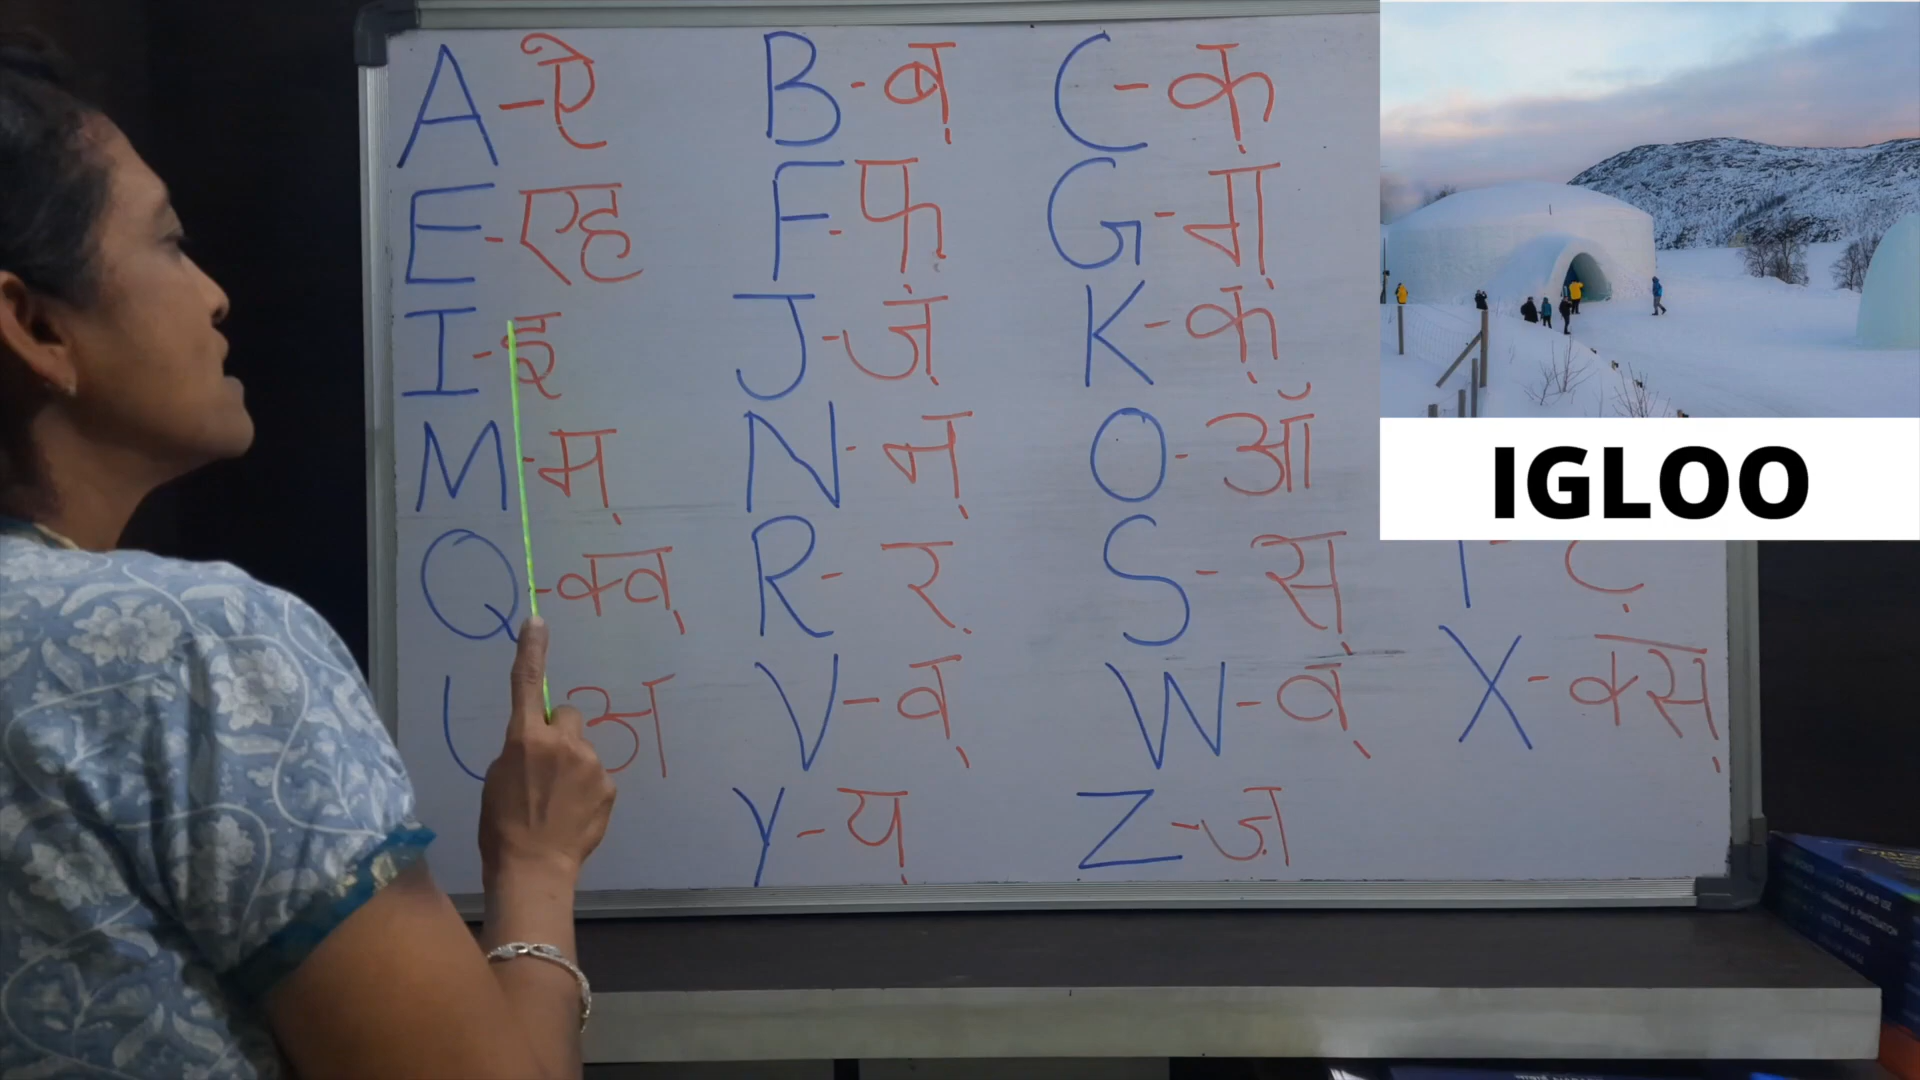 A - ऐ B - ब् C - क्
E - एह F - फ् G - ग्
I - इ J - ज् K - क्
M - म् N - न् O - ऑ
IGLOO
Q - क्व् R - र् S - स् T - ट्
U - अ V - व् W - व् X - क्स्
Y - य् Z - ज़